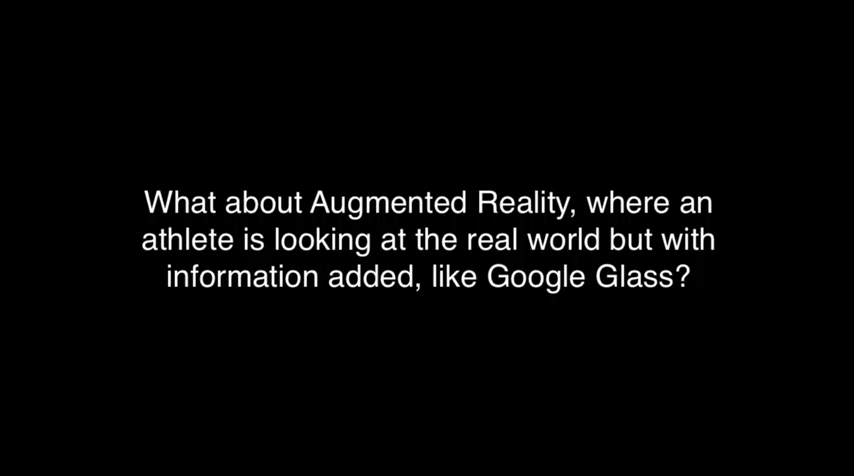 What about Augmented Reality, where an
athlete is looking at the real world but with
information added, like Google Glass?